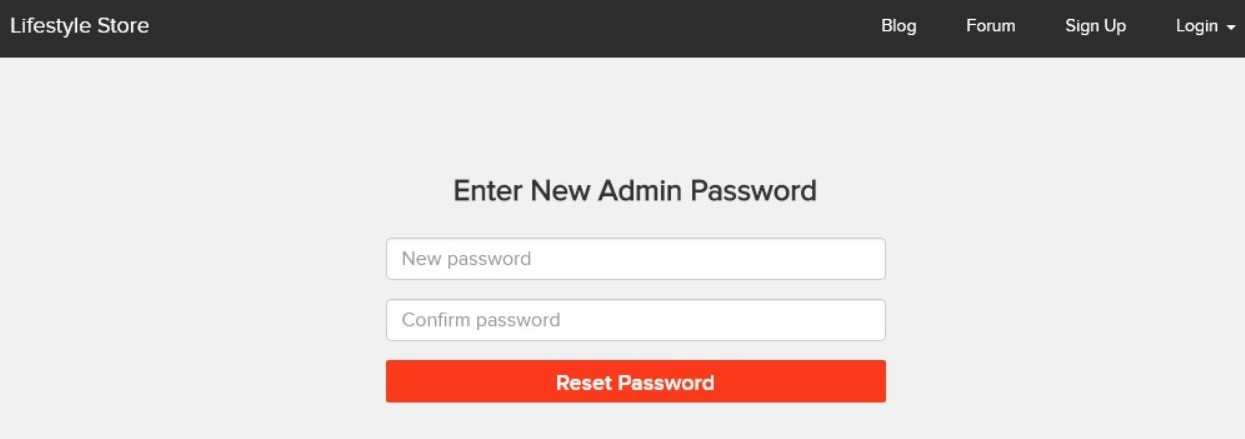 Lifestyle Store Blog Forum Sign Up Login
Enter New Admin Password
New password
Confirm password
Reset Password